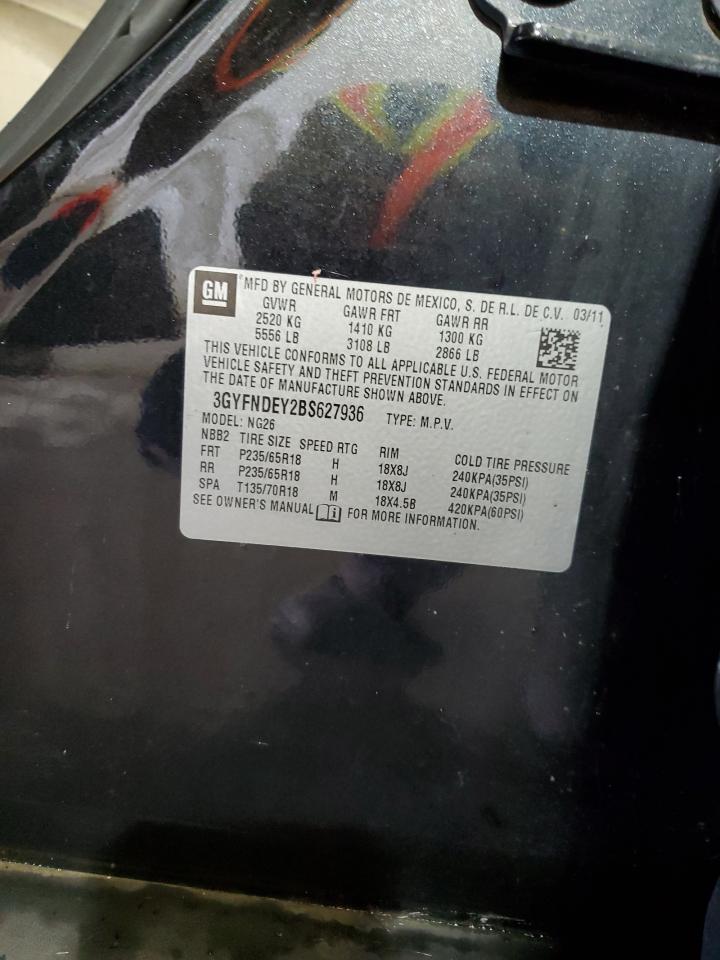 GM
MFD BY GENERAL MOTORS DE MEXICO, S. DE R.L. DE C.V. 03/11
GVWR GAWR FRT GAWR RR
2520 KG 1410 KG 1300 KG
5556 LB 3108 LB 2866 LB
THIS VEHICLE CONFORMS TO ALL APPLICABLE U.S. FEDERAL MOTOR
VEHICLE SAFETY AND THEFT PREVENTION STANDARDS IN EFFECT ON
THE DATE OF MANUFACTURE SHOWN ABOVE.
3GYFNDEY2BS627936 TYPE: M.P.V.
MODEL: NG26
NBB2 TIRE SIZE SPEED RTG RIM COLD TIRE PRESSURE
FRT P235/65R18 H 18X8J 240KPA(35PSI)
RR P235/65R18 H 18X8J 240KPA(35PSI)
SPA T135/70R18 M 18X4.5B 420KPA(60PSI)
SEE OWNER'S MANUAL FOR MORE INFORMATION.